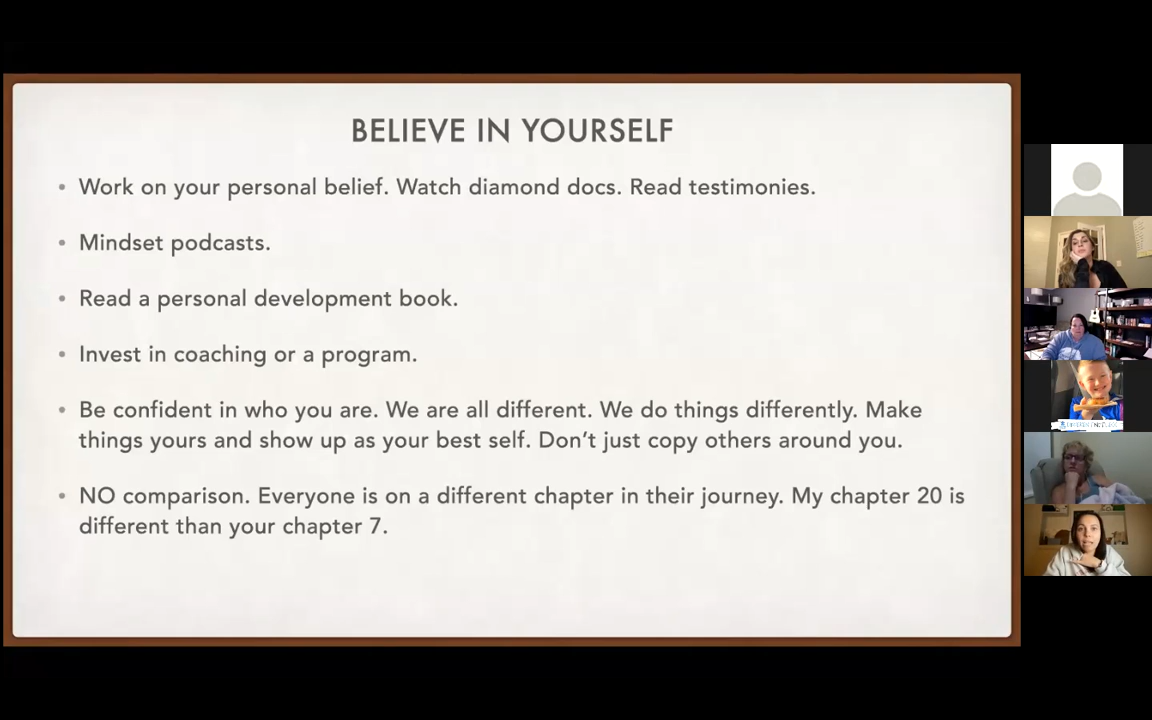 BELIEVE IN YOURSELF
• Work on your personal belief. Watch diamond docs. Read testimonies.
• Mindset podcasts.
• Read a personal development book.
• Invest in coaching or a program.
• Be confident in who you are. We are all different. We do things differently. Make
things yours and show up as your best self. Don’t just copy others around you.
• NO comparison. Everyone is on a different chapter in their journey. My chapter 20 is
different than your chapter 7.